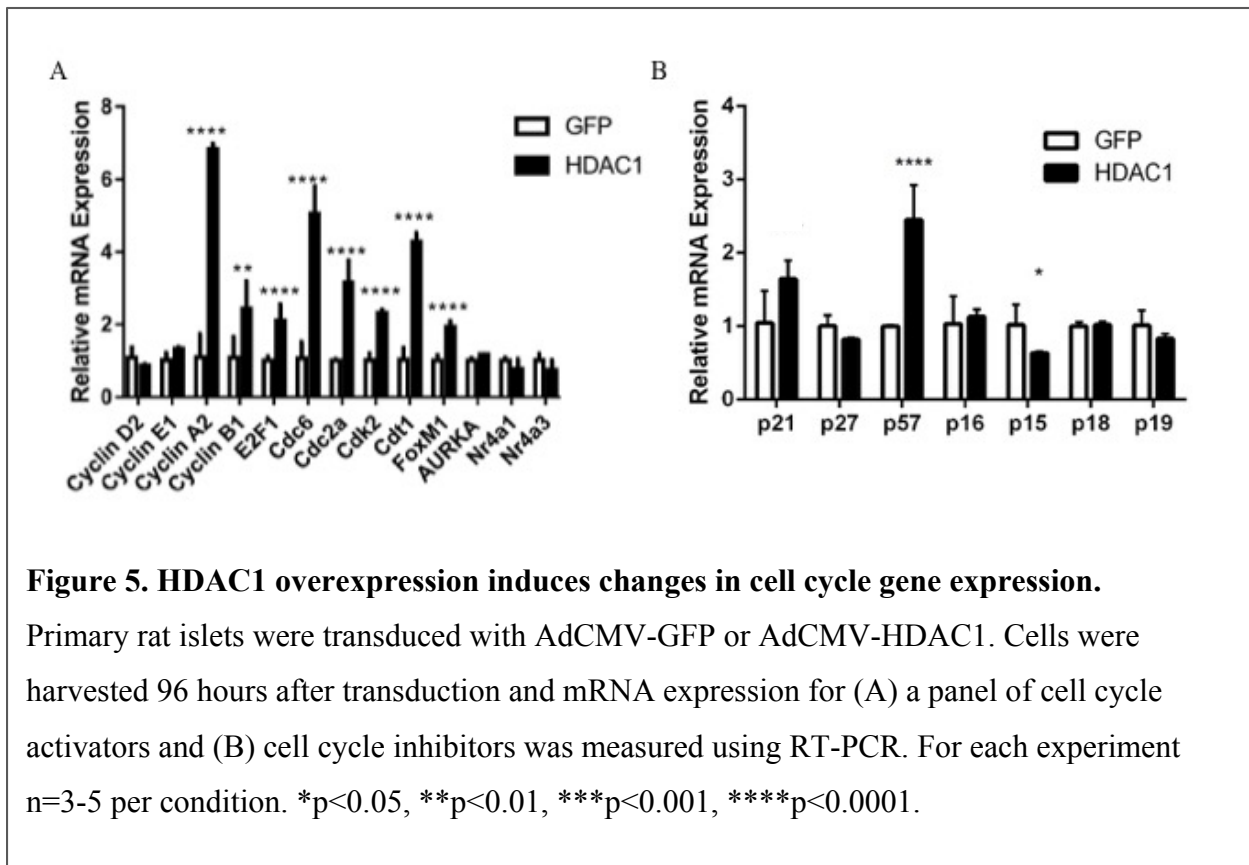 A
Relative mRNA Expression
8
6
4
2
0
****
**
****
****
****
****
****
****
GFP
HDAC1
Cyclin D2
Cyclin E1
Cyclin A2
Cyclin B1
E2F1
Cdc6
Cdc2a
Cdk2
Cdt1
FoxM1
AURKA
Nr4a1
Nr4a3
B
Relative mRNA Expression
4
3
2
1
0
****
*
GFP
HDAC1
p21
p27
p57
p16
p15
p18
p19
Figure 5. HDAC1 overexpression induces changes in cell cycle gene expression.
Primary rat islets were transduced with AdCMV-GFP or AdCMV-HDAC1. Cells were
harvested 96 hours after transduction and mRNA expression for (A) a panel of cell cycle
activators and (B) cell cycle inhibitors was measured using RT-PCR. For each experiment
n=3-5 per condition. *p<0.05, **p<0.01, ***p<0.001, ****p<0.0001.